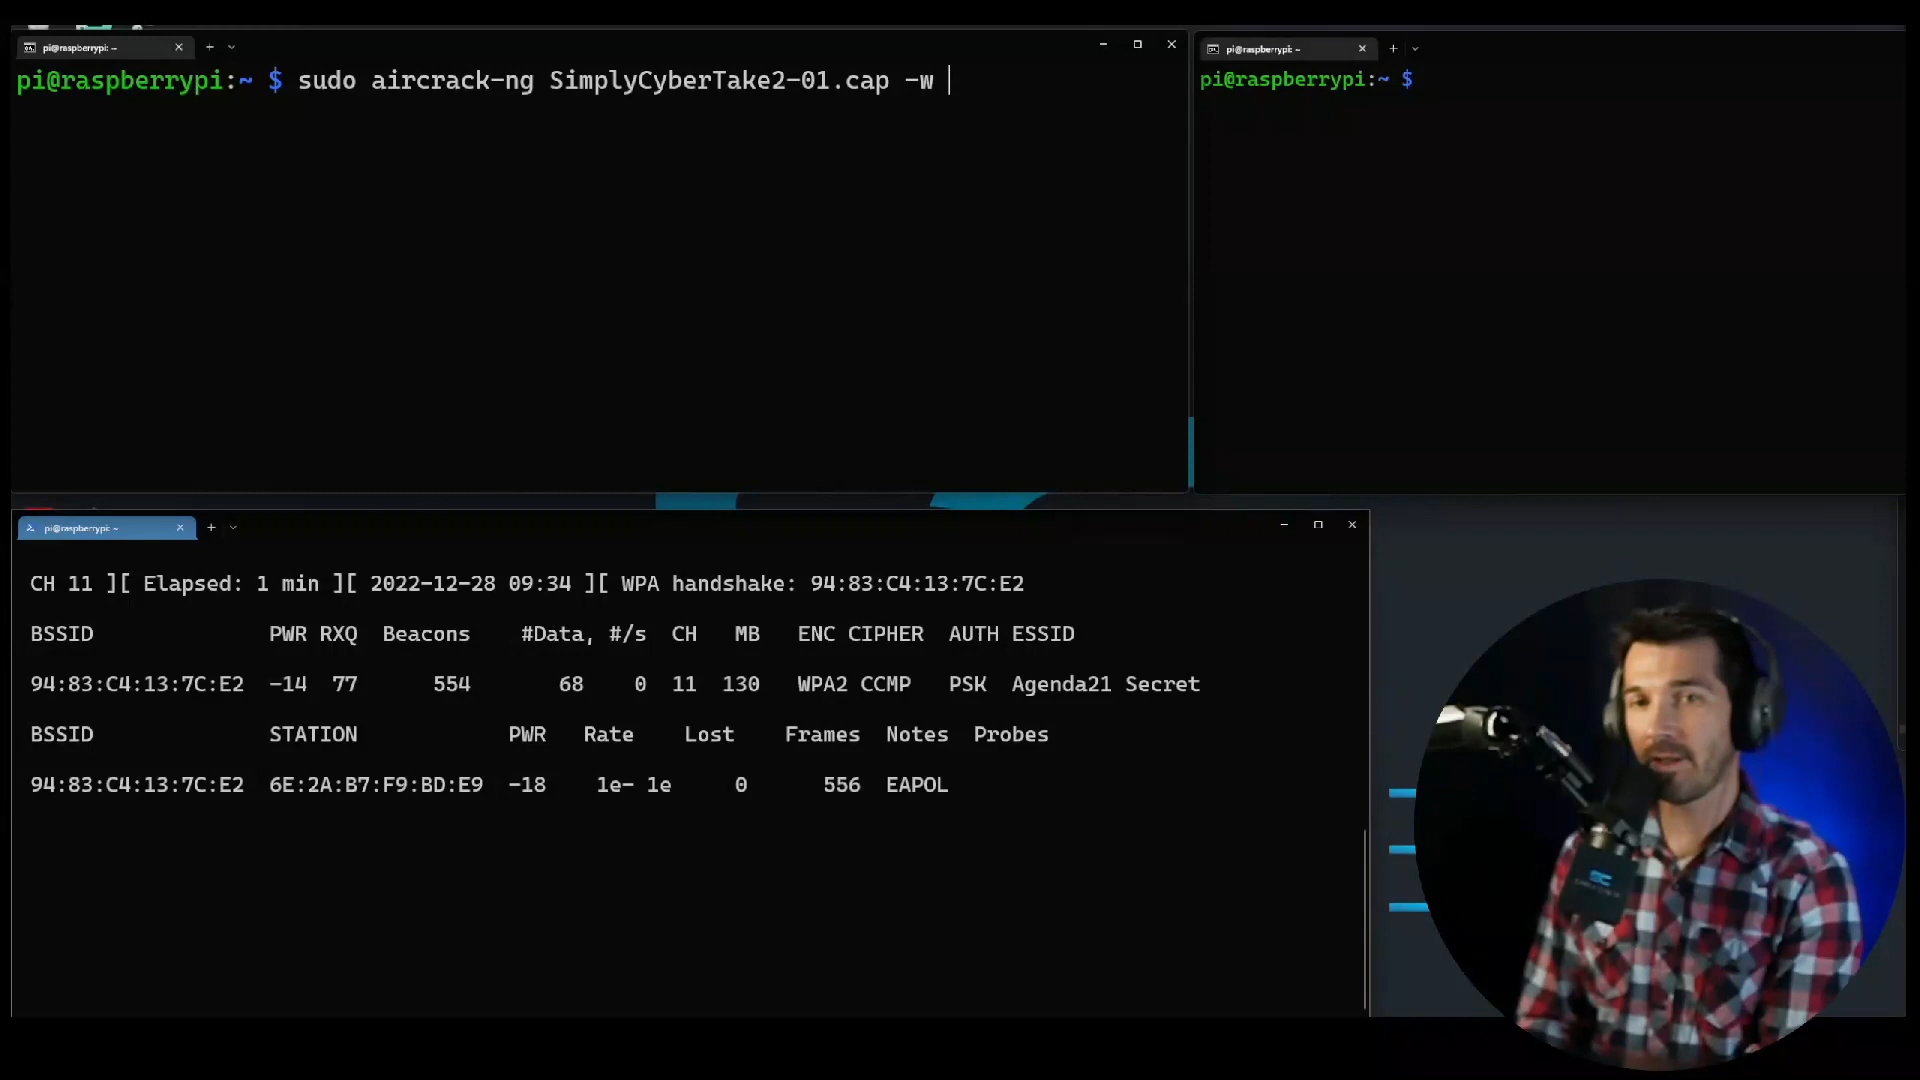 pi@raspberrypi: ~
pi@raspberrypi:~ $ sudo aircrack-ng SimplyCyberTake2-01.cap -w
pi@raspberrypi: ~
pi@raspberrypi:~ $
pi@raspberrypi: ~
CH 11 ][ Elapsed: 1 min ][ 2022-12-28 09:34 ][ WPA handshake: 94:83:C4:13:7C:E2
BSSID PWR RXQ Beacons #Data, #/s CH MB ENC CIPHER AUTH ESSID
94:83:C4:13:7C:E2 -14 77 554 68 0 11 130 WPA2 CCMP PSK Agenda21 Secret
BSSID STATION PWR Rate Lost Frames Notes Probes
94:83:C4:13:7C:E2 6E:2A:B7:F9:BD:E9 -18 1e- 1e 0 556 EAPOL